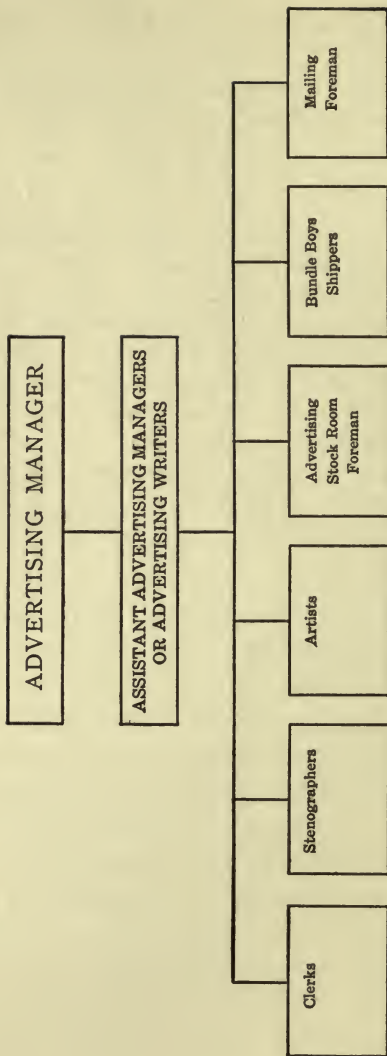 ADVERTISING MANAGER
ASSISTANT ADVERTISING MANAGERS
OR ADVERTISING WRITERS
Clerks
Stenographers
Artists
Advertising
Stock Room
Foreman
Bundle Boys
Shippers
Mailing
Foreman